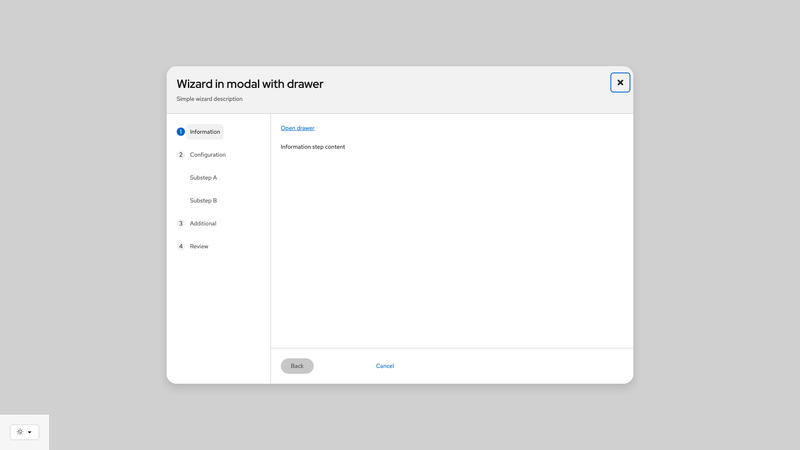 Wizard in modal with drawer
Simple wizard description
1 Information
2 Configuration
Substep A
Substep B
3 Additional
4 Review
Open drawer
Information step content
Back
Cancel